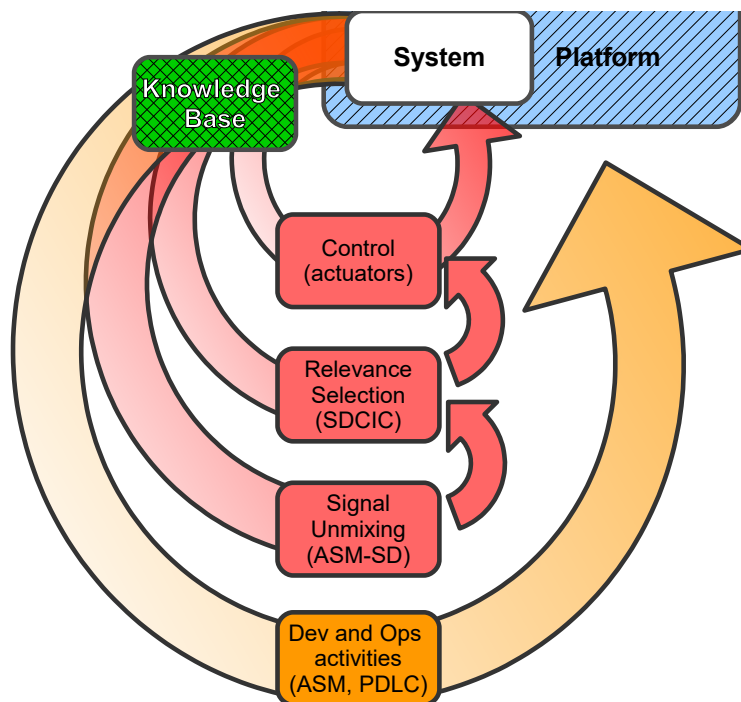 System
Platform
Knowledge
Base
Control
(actuators)
Relevance
Selection
(SDCIC)
Signal
Unmixing
(ASM-SD)
Dev and Ops
activities
(ASM, PDLC)